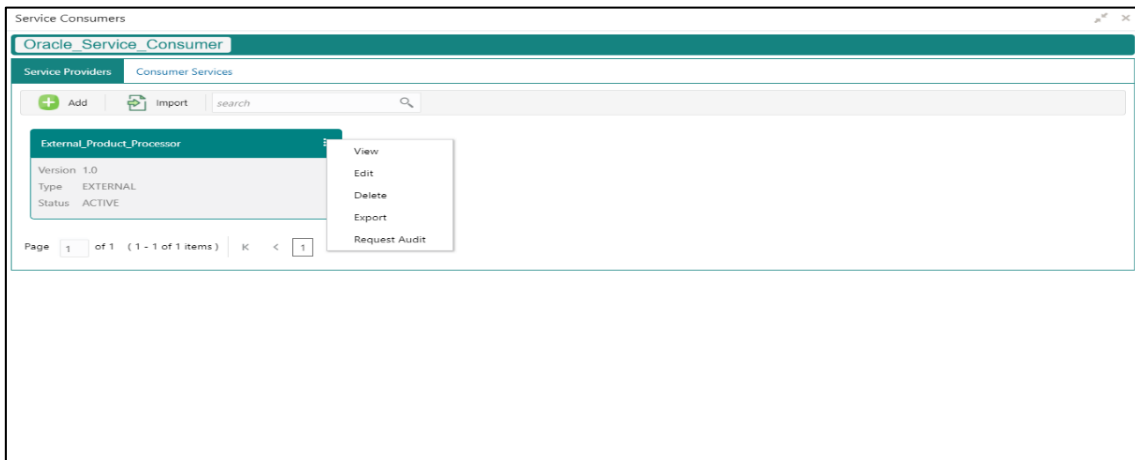 Service Consumers
Oracle_Service_Consumer
Service Providers Consumer Services
Add Import search
External_Product_Processor
Version 1.0
Type EXTERNAL
Status ACTIVE
View
Edit
Delete
Export
Request Audit
Page 1 of 1 ( 1 - 1 of 1 items ) K < 1